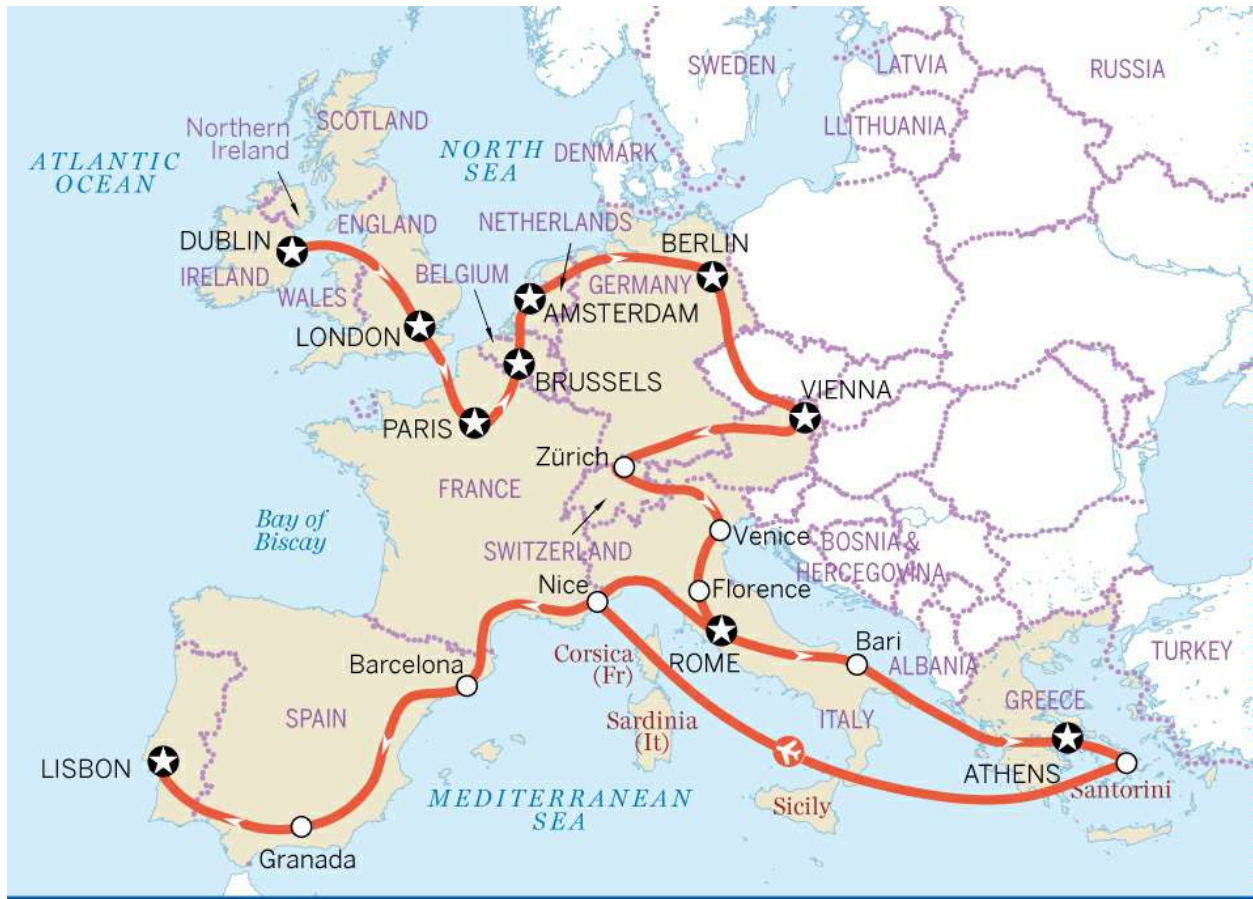 SWEDEN
LATVIA
RUSSIA
SCOTLAND
Northern
Ireland
LLITHUANIA
ATLANTIC
OCEAN
NORTH
SEA
DENMARK
NETHERLANDS
ENGLAND
DUBLIN
BERLIN
IRELAND
BELGIUM
GERMANY
WALES
AMSTERDAM
LONDON
BRUSSELS
VIENNA
PARIS
Zürich
FRANCE
Bay of
Biscay
SWITZERLAND
Venice
BOSNIA &
HERCEGOVINA
Nice
Florence
Bari
ROME
Corsica
(Fr)
Barcelona
ALBANIA
TURKEY
GREECE
SPAIN
Sardinia
(It)
ITALY
LISBON
ATHENS
Santorini
MEDITERRANEAN
SEA
Sicily
Granada